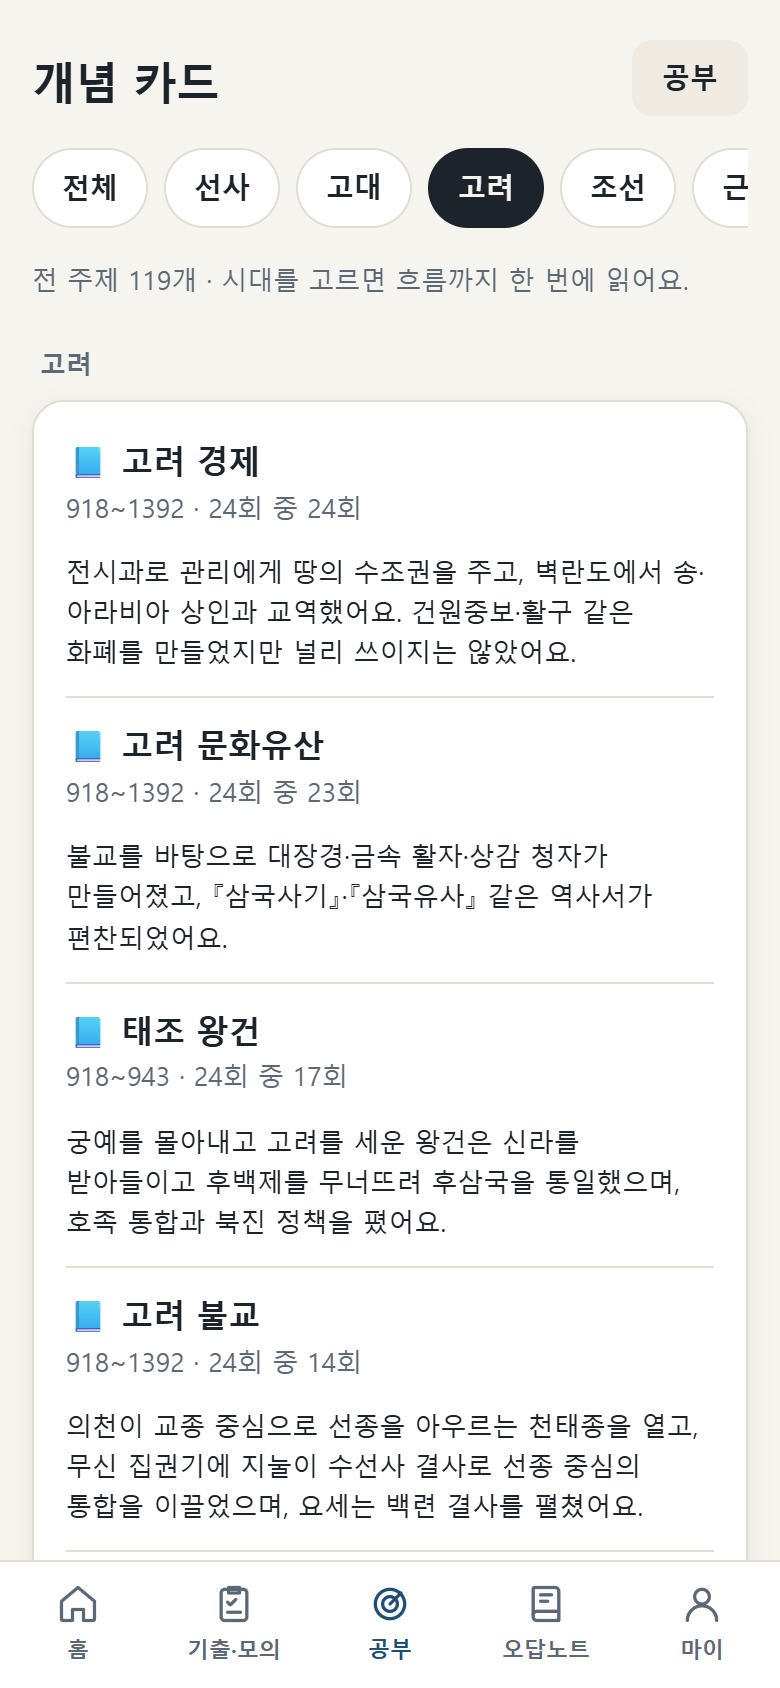 개념 카드
공부
전체
선사
고대
고려
조선
근
전 주제 119개 · 시대를 고르면 흐름까지 한 번에 읽어요.
고려
고려 경제
918~1392 · 24회 중 24회
전시과로 관리에게 땅의 수조권을 주고, 벽란도에서 송·
아라비아 상인과 교역했어요. 건원중보·활구 같은
화폐를 만들었지만 널리 쓰이지는 않았어요.
고려 문화유산
918~1392 · 24회 중 23회
불교를 바탕으로 대장경·금속 활자·상감 청자가
만들어졌고, 『삼국사기』·『삼국유사』 같은 역사서가
편찬되었어요.
태조 왕건
918~943 · 24회 중 17회
궁예를 몰아내고 고려를 세운 왕건은 신라를
받아들이고 후백제를 무너뜨려 후삼국을 통일했으며,
호족 통합과 북진 정책을 폈어요.
고려 불교
918~1392 · 24회 중 14회
의천이 교종 중심으로 선종을 아우르는 천태종을 열고,
무신 집권기에 지눌이 수선사 결사로 선종 중심의
통합을 이끌었으며, 요세는 백련 결사를 펼쳤어요.
홈
기출·모의
공부
오답노트
마이